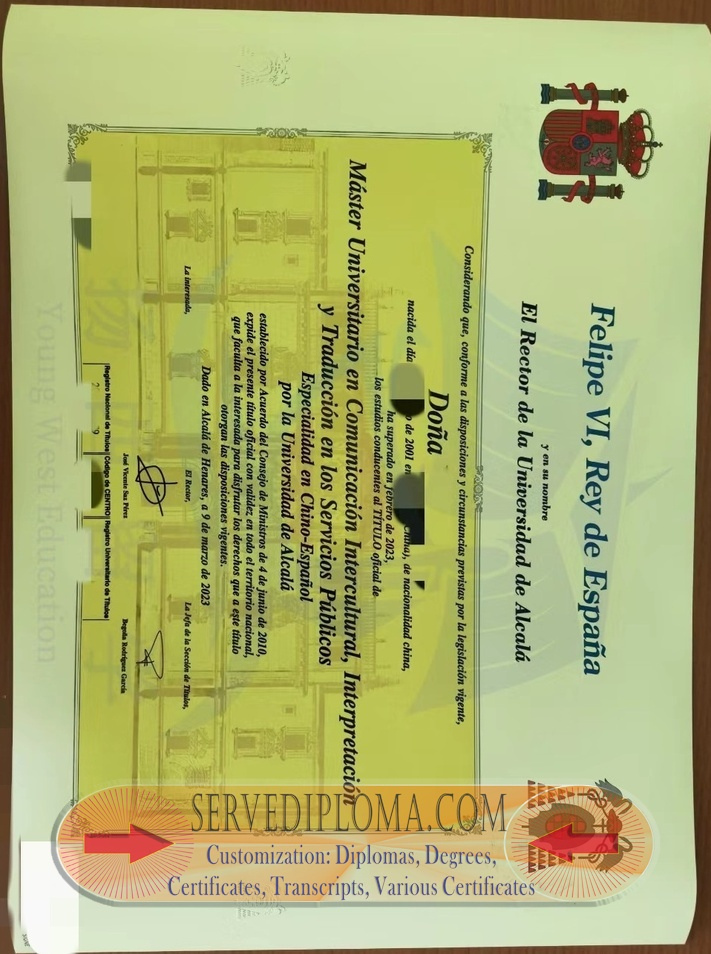 Felipe VI, Rey de España
y en su nombre
El Rector de la Universidad de Alcalá
Considerando que, conforme a las disposiciones y circunstancias previstas por la legislación vigente,
Doña
nacida el día de 2001 en de nacionalidad china,
ha superado en febrero de 2023,
los estudios conducentes al TÍTULO oficial de
Máster Universitario en Comunicación Intercultural, Interpretación
y Traducción en los Servicios Públicos
Especialidad en Chino-Español
por la Universidad de Alcalá
establecido por Acuerdo del Consejo de Ministros de 4 de junio de 2010,
expide el presente título oficial con validez en todo el territorio nacional,
que faculta a la interesada para disfrutar los derechos que a este título
otorgan las disposiciones vigentes.
Dado en Alcalá de Henares, a 9 de marzo de 2023
La interesada,
El Rector,
La Jefa de la Sección de Títulos,
José Vicente Saz Pérez
Begoña Rodríguez García
Registro Nacional de Títulos | Código de CENTRO | Registro Universitario de Títulos
Young West Education
SERVEDIPLOMA.COM
Customization: Diplomas, Degrees,
Certificates, Transcripts, Various Certificates